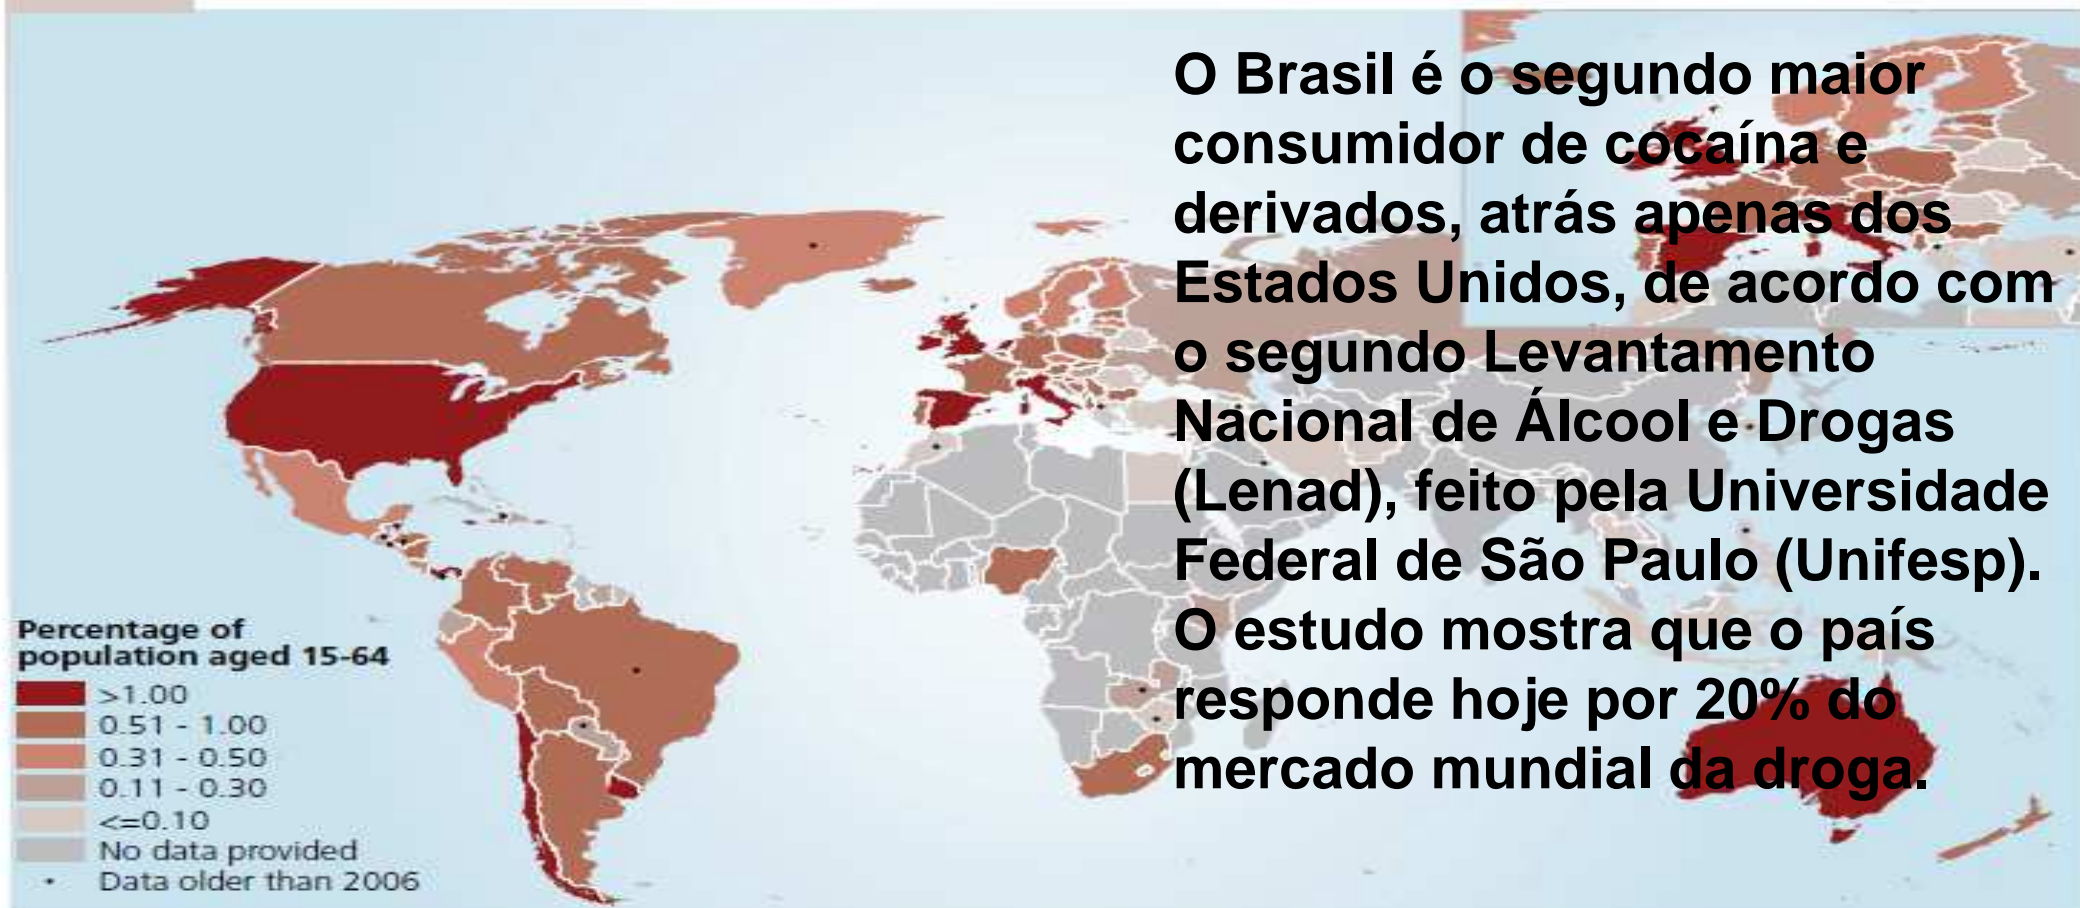 O Brasil é o segundo maior
consumidor de cocaína e
derivados, atrás apenas dos
Estados Unidos, de acordo com
o segundo Levantamento
Nacional de Álcool e Drogas
(Lenad), feito pela Universidade
Federal de São Paulo (Unifesp).
O estudo mostra que o país
responde hoje por 20% do
mercado mundial da droga.
Percentage of
population aged 15-64
>1.00
0.51 - 1.00
0.31 - 0.50
0.11 - 0.30
<=0.10
No data provided
Data older than 2006